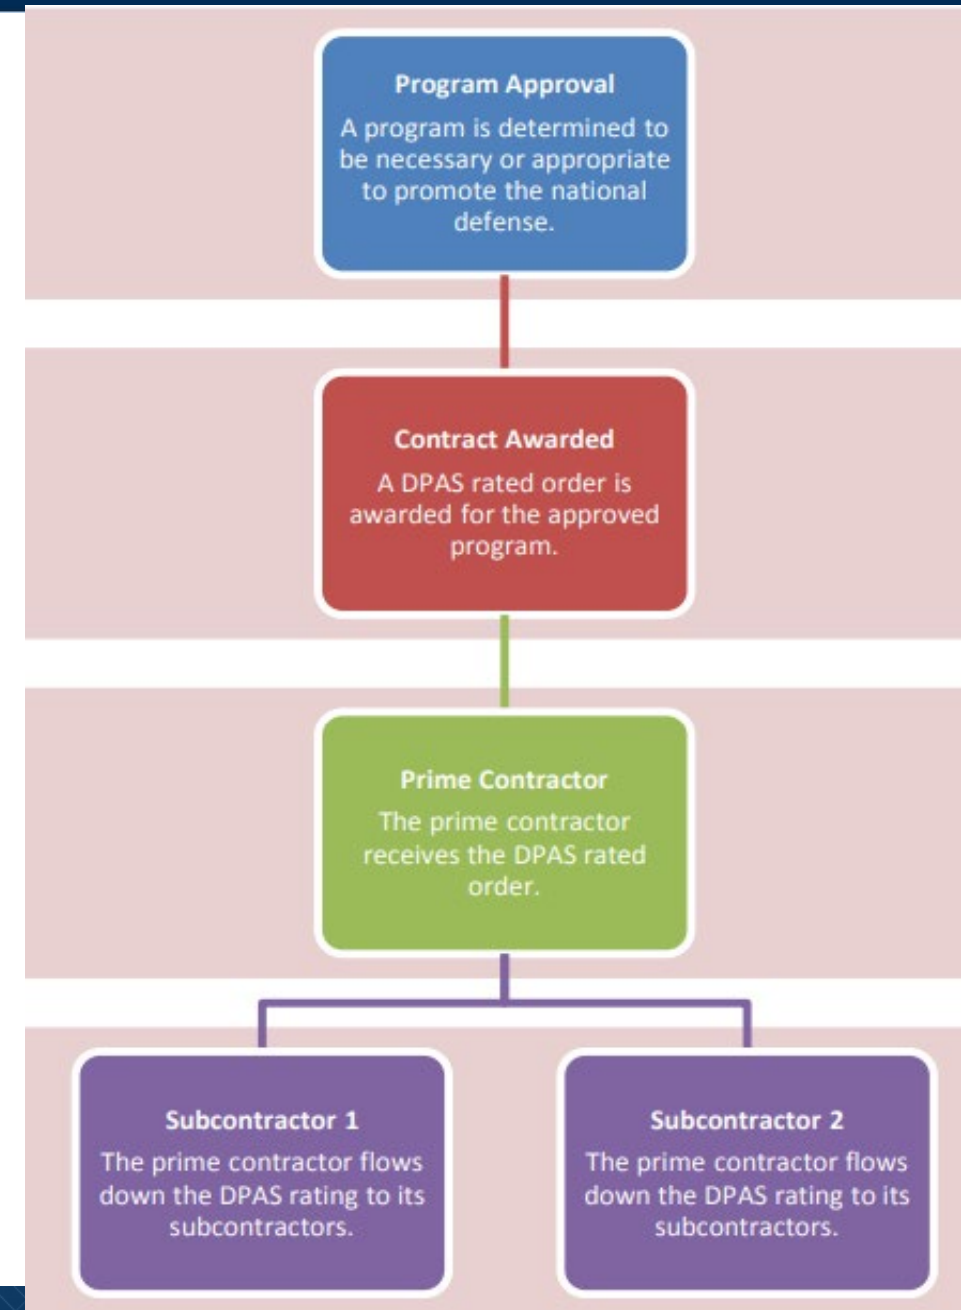 Program Approval
A program is determined to
be necessary or appropriate
to promote the national
defense.
Contract Awarded
A DPAS rated order is
awarded for the approved
program.
Prime Contractor
The prime contractor
receives the DPAS rated
order.
Subcontractor 1
The prime contractor flows
down the DPAS rating to its
subcontractors.
Subcontractor 2
The prime contractor flows
down the DPAS rating to its
subcontractors.